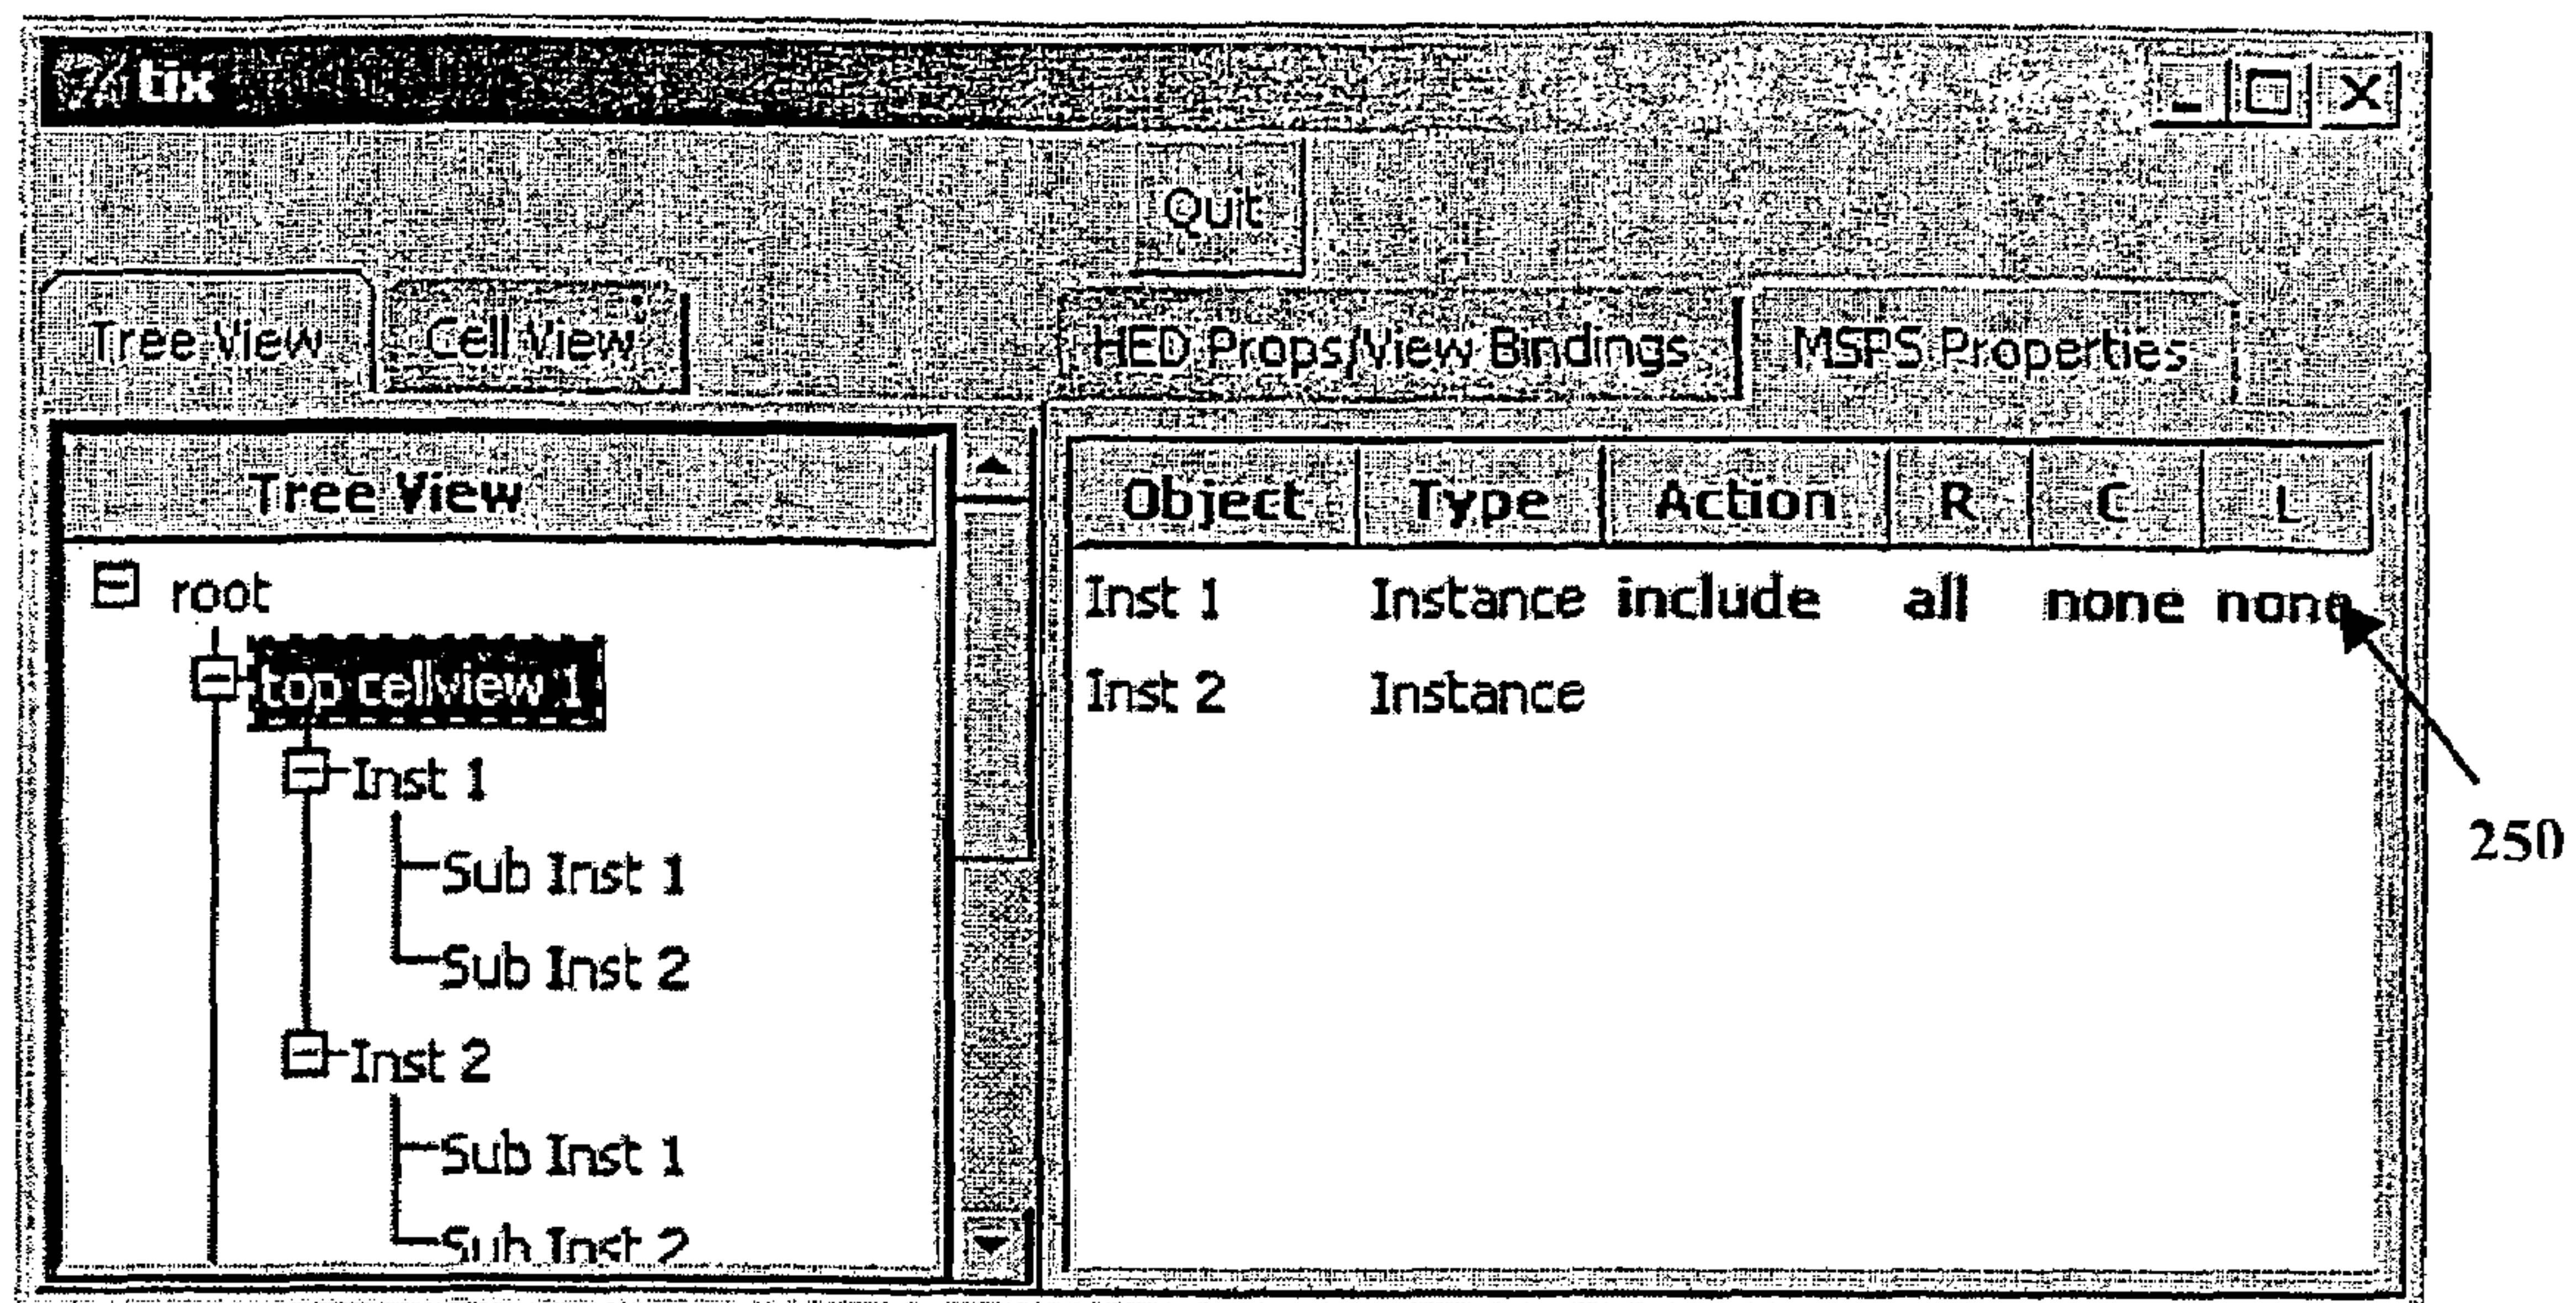 tix
Quit
Tree View Cell View
HED Props/View Bindings MSPS Properties
Tree View
root
top cellview 1
Inst 1
Sub Inst 1
Sub Inst 2
Inst 2
Sub Inst 1
Sub Inst 2
Object Type Action R C L
Inst 1 Instance include all none none
Inst 2 Instance
250